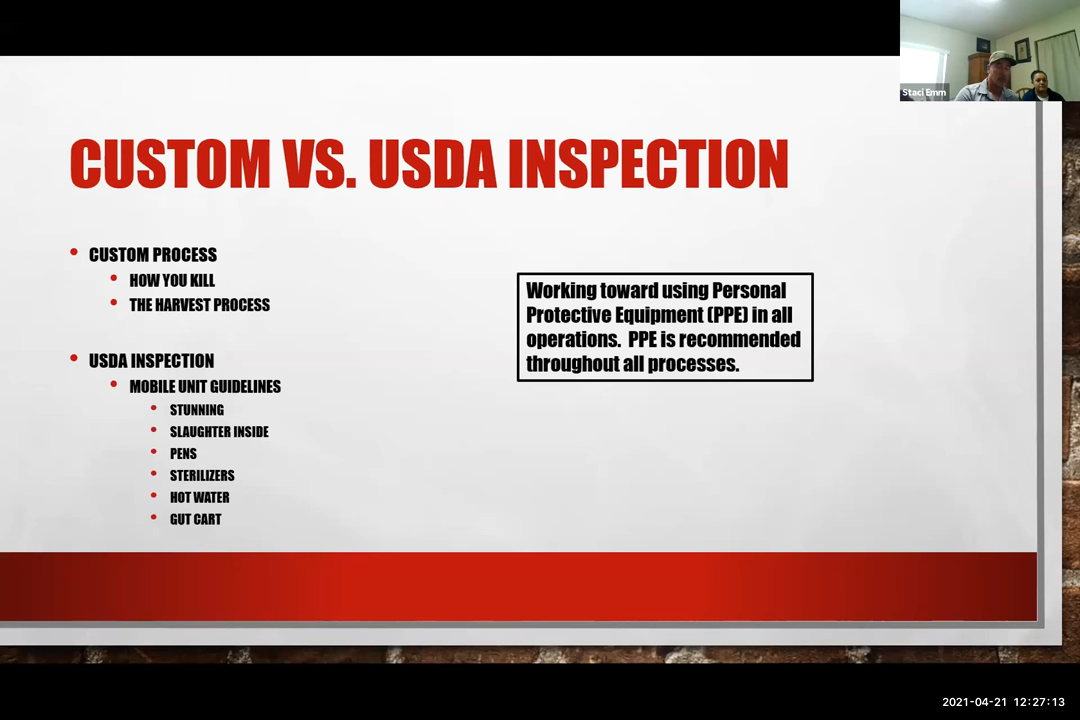 Staci Emm
CUSTOM VS. USDA INSPECTION
CUSTOM PROCESS
HOW YOU KILL
THE HARVEST PROCESS
USDA INSPECTION
MOBILE UNIT GUIDELINES
STUNNING
SLAUGHTER INSIDE
PENS
STERILIZERS
HOT WATER
GUT CART
Working toward using Personal
Protective Equipment (PPE) in all
operations.  PPE is recommended
throughout all processes.
2021-04-21 12:27:13